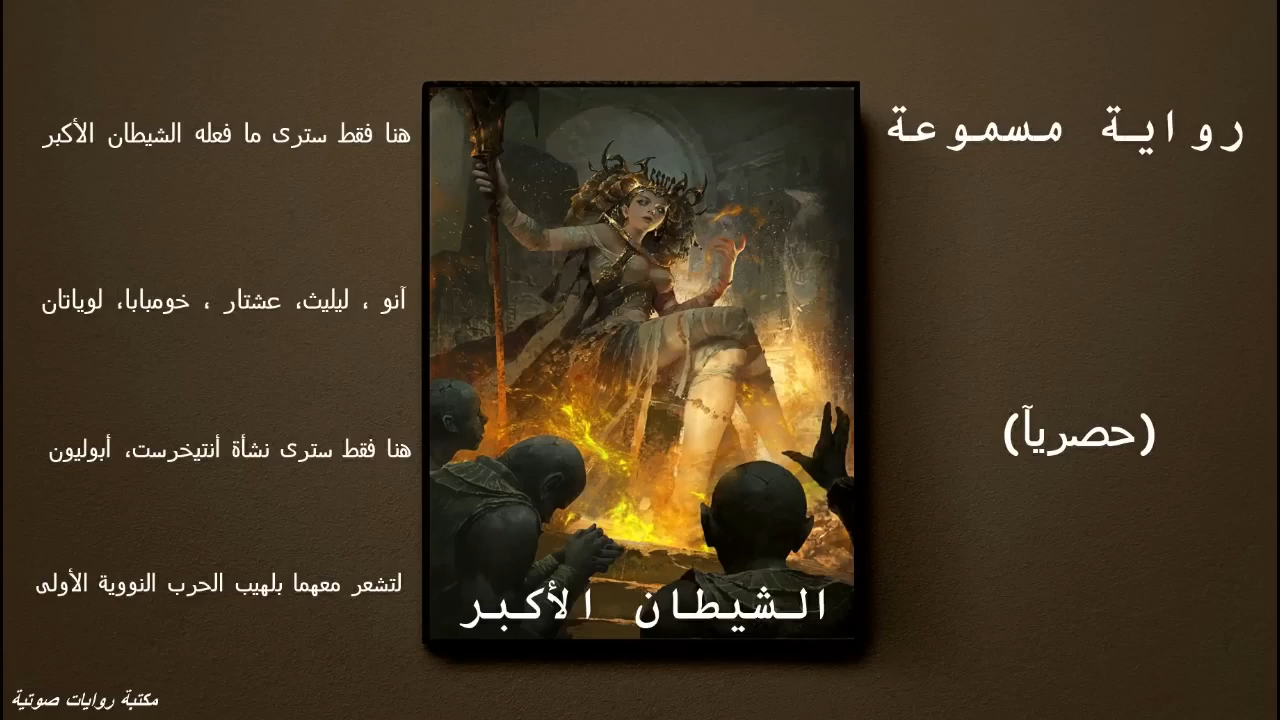 رواية مسموعة
(حصريآ)
هنا فقط سترى ما فعله الشيطان الأكبر
آنو ، ليليث، عشتار ، خومبابا، لوياتان
هنا فقط سترى نشأة أنتيخرست، أبوليون
لتشعر معهما بلهيب الحرب النووية الأولى
الشيطان الأكبر
مكتبة روايات صوتية